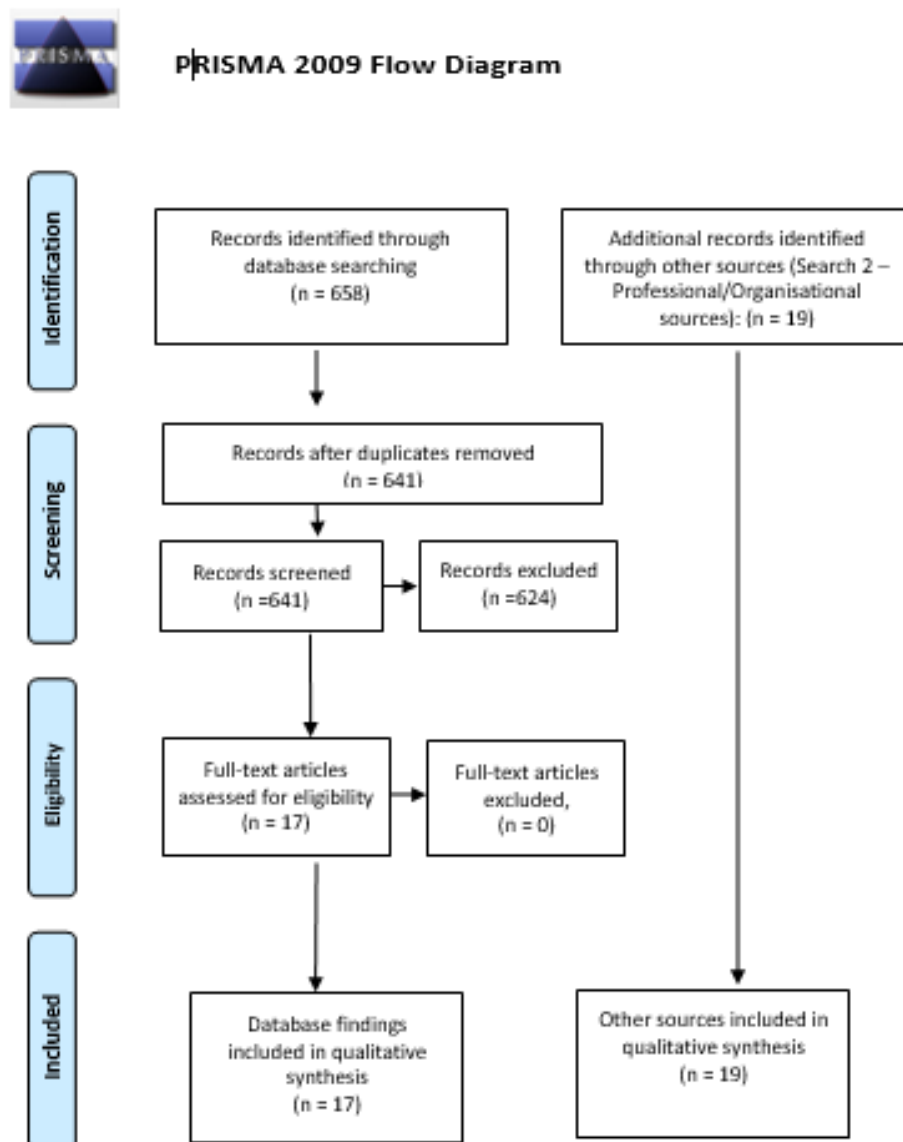 PRISMA
PRISMA 2009 Flow Diagram
Identification
Records identified through
database searching
(n = 658)
Additional records identified
through other sources (Search 2 –
Professional/Organisational
sources): (n = 19)
Screening
Records after duplicates removed
(n = 641)
Records screened
(n =641)
Records excluded
(n =624)
Eligibility
Full-text articles
assessed for eligibility
(n = 17)
Full-text articles
excluded,
(n = 0)
Included
Database findings
included in qualitative
synthesis
(n = 17)
Other sources included in
qualitative synthesis
(n = 19)